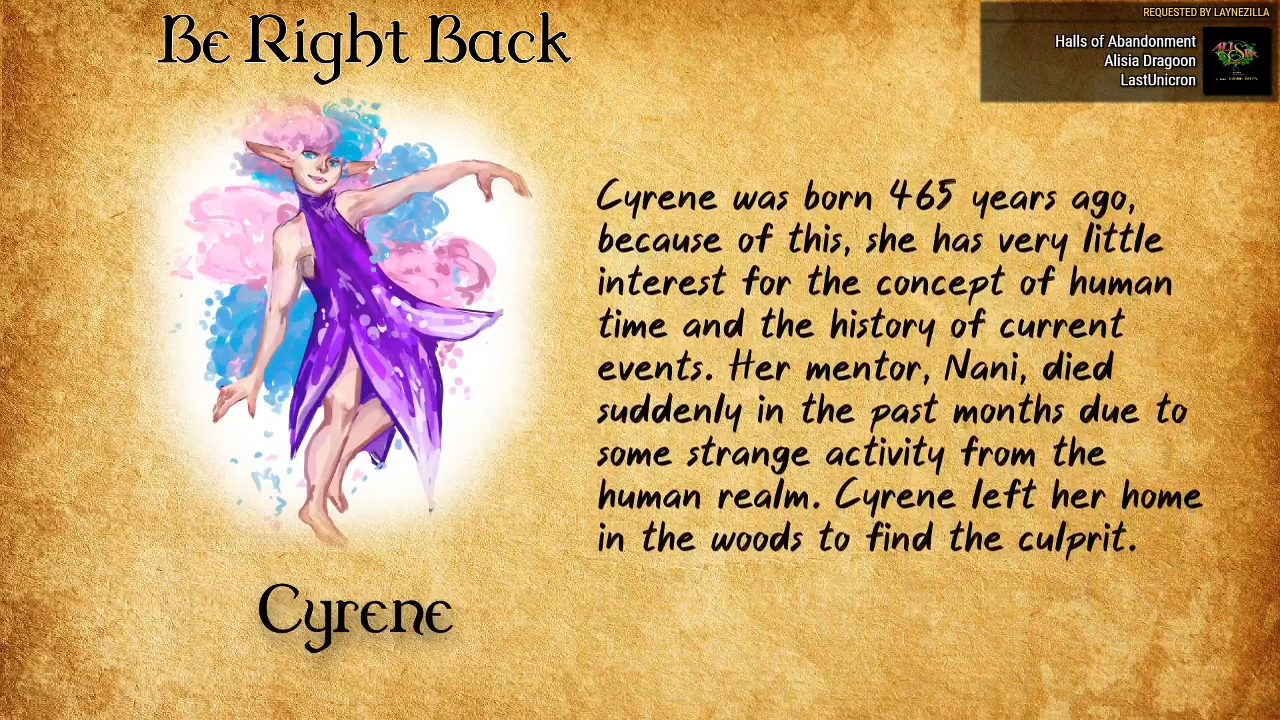 Be Right Back
REQUESTED BY LAYNEZILLA
Halls of Abandonment
Alisia Dragoon
LastUnicron
Cyrene was born 465 years ago,
because of this, she has very little
interest for the concept of human
time and the history of current
events. Her mentor, Nani, died
suddenly in the past months due to
some strange activity from the
human realm. Cyrene left her home
in the woods to find the culprit.
Cyrene